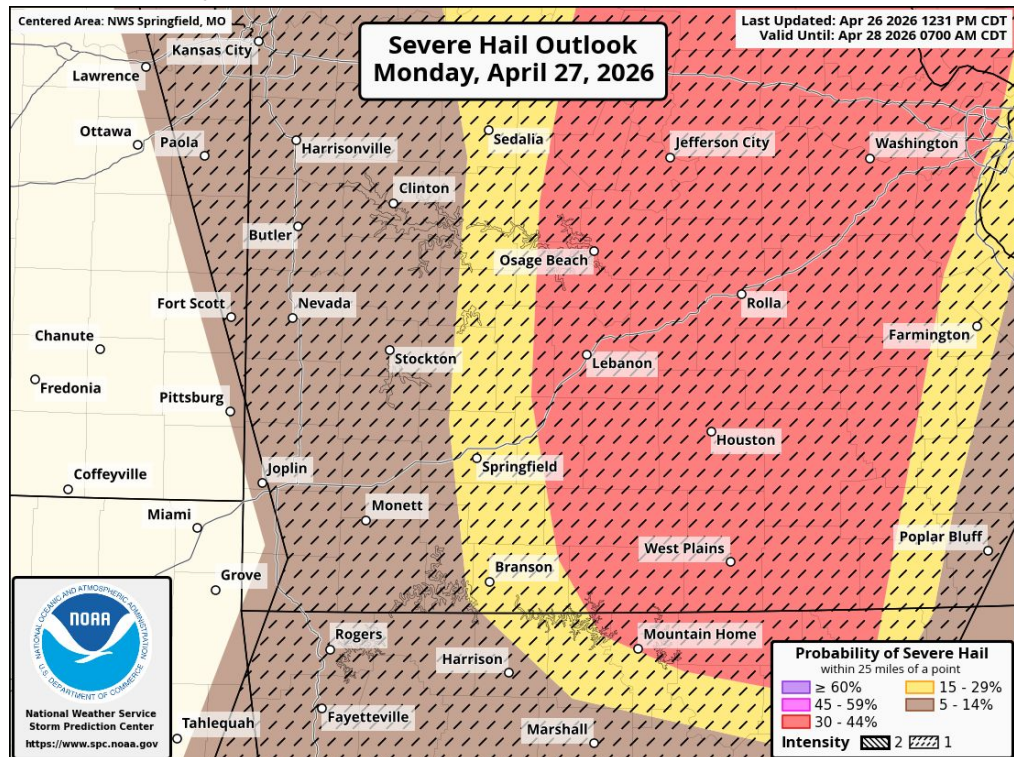 Centered Area: NWS Springfield, MO
Last Updated: Apr 26 2026 1231 PM CDT
Valid Until: Apr 28 2026 0700 AM CDT
Severe Hail Outlook
Monday, April 27, 2026
Kansas City
Lawrence
Ottawa
Paola
Harrisonville
Sedalia
Jefferson City
Washington
Clinton
Butler
Osage Beach
Fort Scott
Nevada
Rolla
Chanute
Farmington
Stockton
Lebanon
Fredonia
Pittsburg
Houston
Joplin
Springfield
Coffeyville
Monett
Miami
Poplar Bluff
West Plains
Branson
Grove
Rogers
Mountain Home
Harrison
Fayetteville
Tahlequah
Marshall
NATIONAL OCEANIC AND ATMOSPHERIC ADMINISTRATION
NOAA
U.S. DEPARTMENT OF COMMERCE
National Weather Service
Storm Prediction Center
https://www.spc.noaa.gov
Probability of Severe Hail
within 25 miles of a point
≥ 60%
15 - 29%
45 - 59%
5 - 14%
30 - 44%
Intensity 2 1